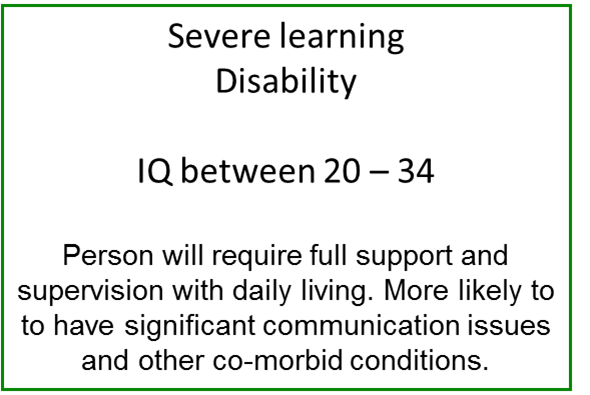 Severe learning
Disability
IQ between 20 – 34
Person will require full support and
supervision with daily living. More likely to
to have significant communication issues
and other co-morbid conditions.